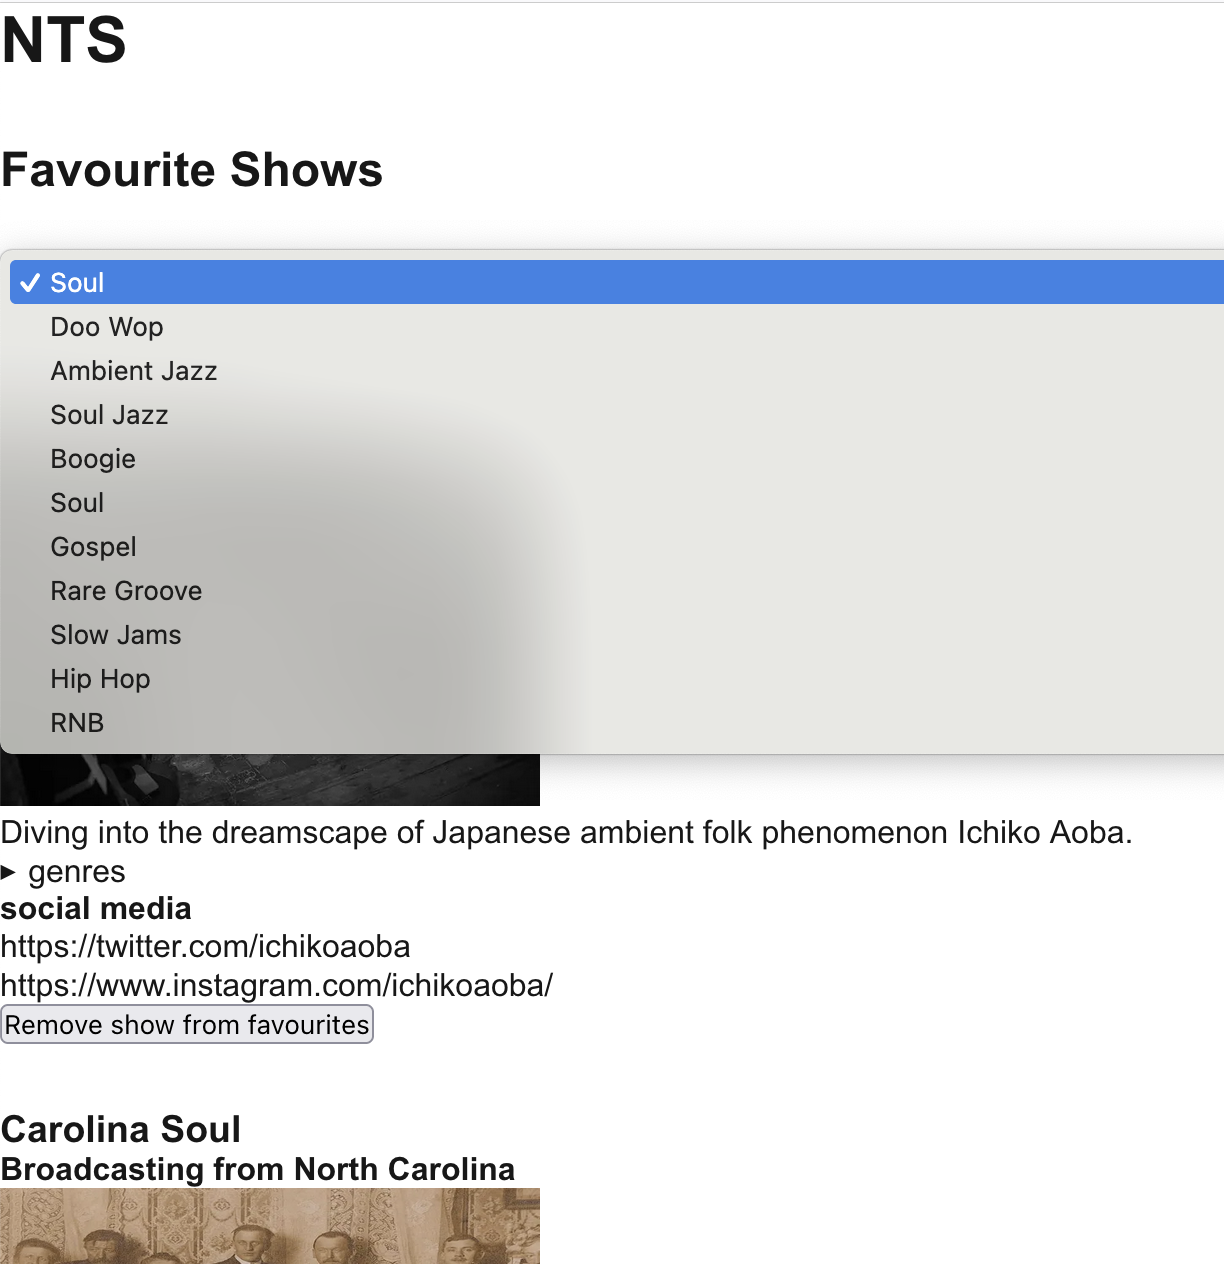 NTS
Favourite Shows
✓ Soul
Doo Wop
Ambient Jazz
Soul Jazz
Boogie
Soul
Gospel
Rare Groove
Slow Jams
Hip Hop
RNB
Diving into the dreamscape of Japanese ambient folk phenomenon Ichiko Aoba.
▸ genres
social media
https://twitter.com/ichikoaoba
https://www.instagram.com/ichikoaoba/
Remove show from favourites
Carolina Soul
Broadcasting from North Carolina